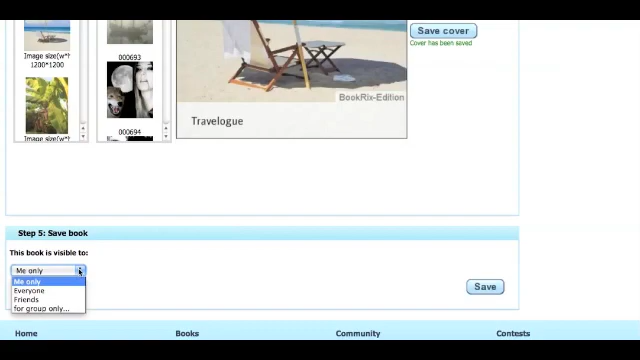 Save cover
Cover has been saved
Image size(w*h
1200*1200
000693
BookRix-Edition
Image size(w*h
000694
Travelogue
Step 5: Save book
This book is visible to:
Me only
Me only
Everyone
Friends
for group only...
Save
Home Books Community Contests